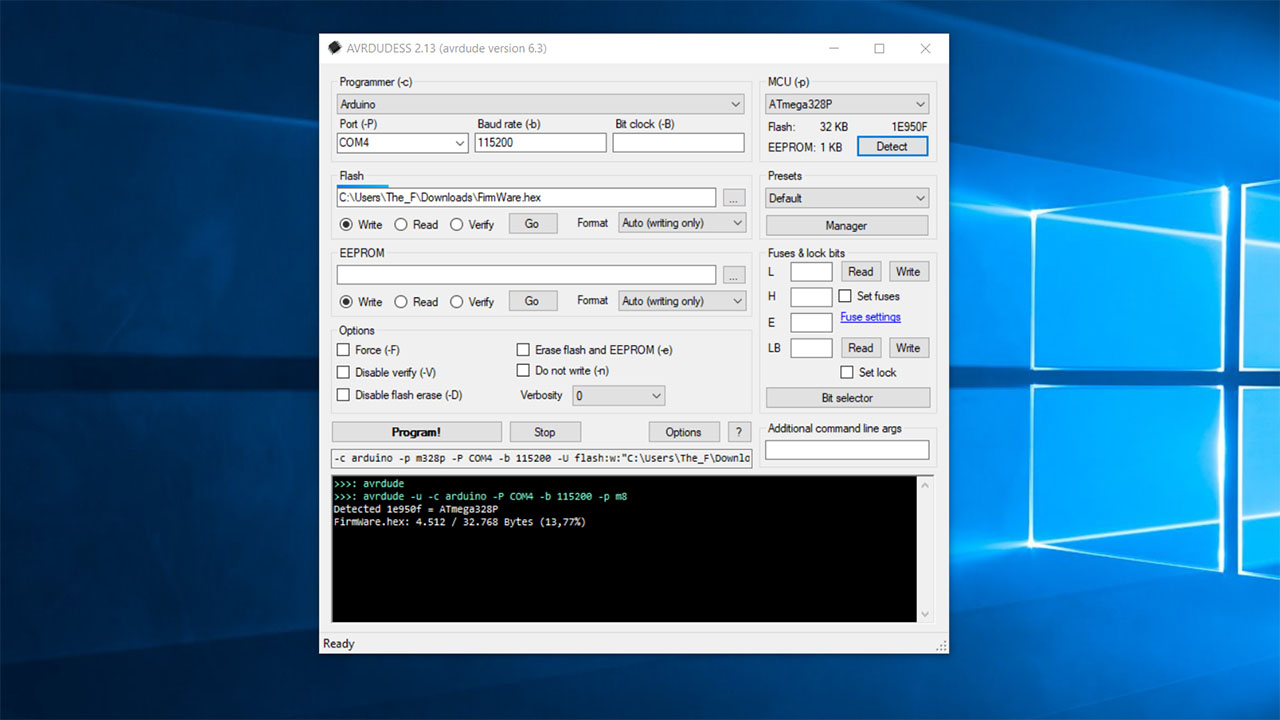 AVRDUDESS 2.13 (avrdude version 6.3)
Programmer (-c)
Arduino
Port (-P)
Baud rate (-b)
Bit clock (-B)
COM4
115200
MCU (-p)
ATmega328P
Flash: 32 KB 1E950F
EEPROM: 1 KB Detect
Flash
C:\Users\The_F\Downloads\FirmWare.hex
...
Write Read Verify Go Format Auto (writing only)
Presets
Default
Manager
EEPROM
...
Write Read Verify Go Format Auto (writing only)
Fuses & lock bits
L Read Write
H Set fuses
E Fuse settings
LB Read Write
Set lock
Bit selector
Options
Force (-F)
Erase flash and EEPROM (-e)
Disable verify (-V)
Do not write (-n)
Disable flash erase (-D)
Verbosity 0
Program! Stop Options ?
Additional command line args
-c arduino -p m328p -P COM4 -b 115200 -U flash:w:"C:\Users\The_F\Downlo
>>>: avrdude
>>>: avrdude -u -c arduino -P COM4 -b 115200 -p m8
Detected 1e950f = ATmega328P
FirmWare.hex: 4.512 / 32.768 Bytes (13,77%)
Ready